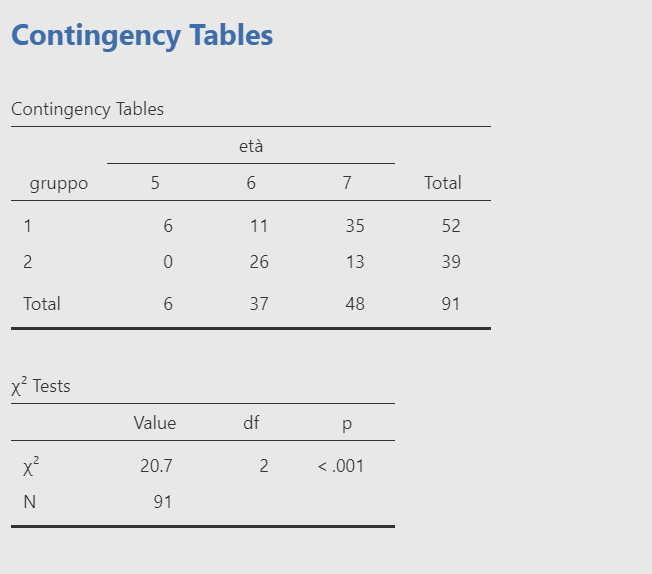 Contingency Tables
Contingency Tables
età
gruppo 5 6 7 Total
1 6 11 35 52
2 0 26 13 39
Total 6 37 48 91
χ² Tests
Value df p
χ² 20.7 2 < .001
N 91